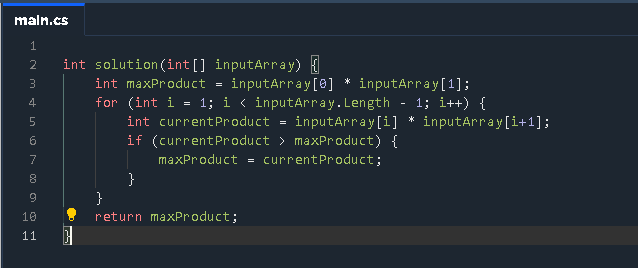 main.cs
1
2 int solution(int[] inputArray) {
3     int maxProduct = inputArray[0] * inputArray[1];
4     for (int i = 1; i < inputArray.Length - 1; i++) {
5         int currentProduct = inputArray[i] * inputArray[i+1];
6         if (currentProduct > maxProduct) {
7             maxProduct = currentProduct;
8         }
9     }
10     return maxProduct;
11 }